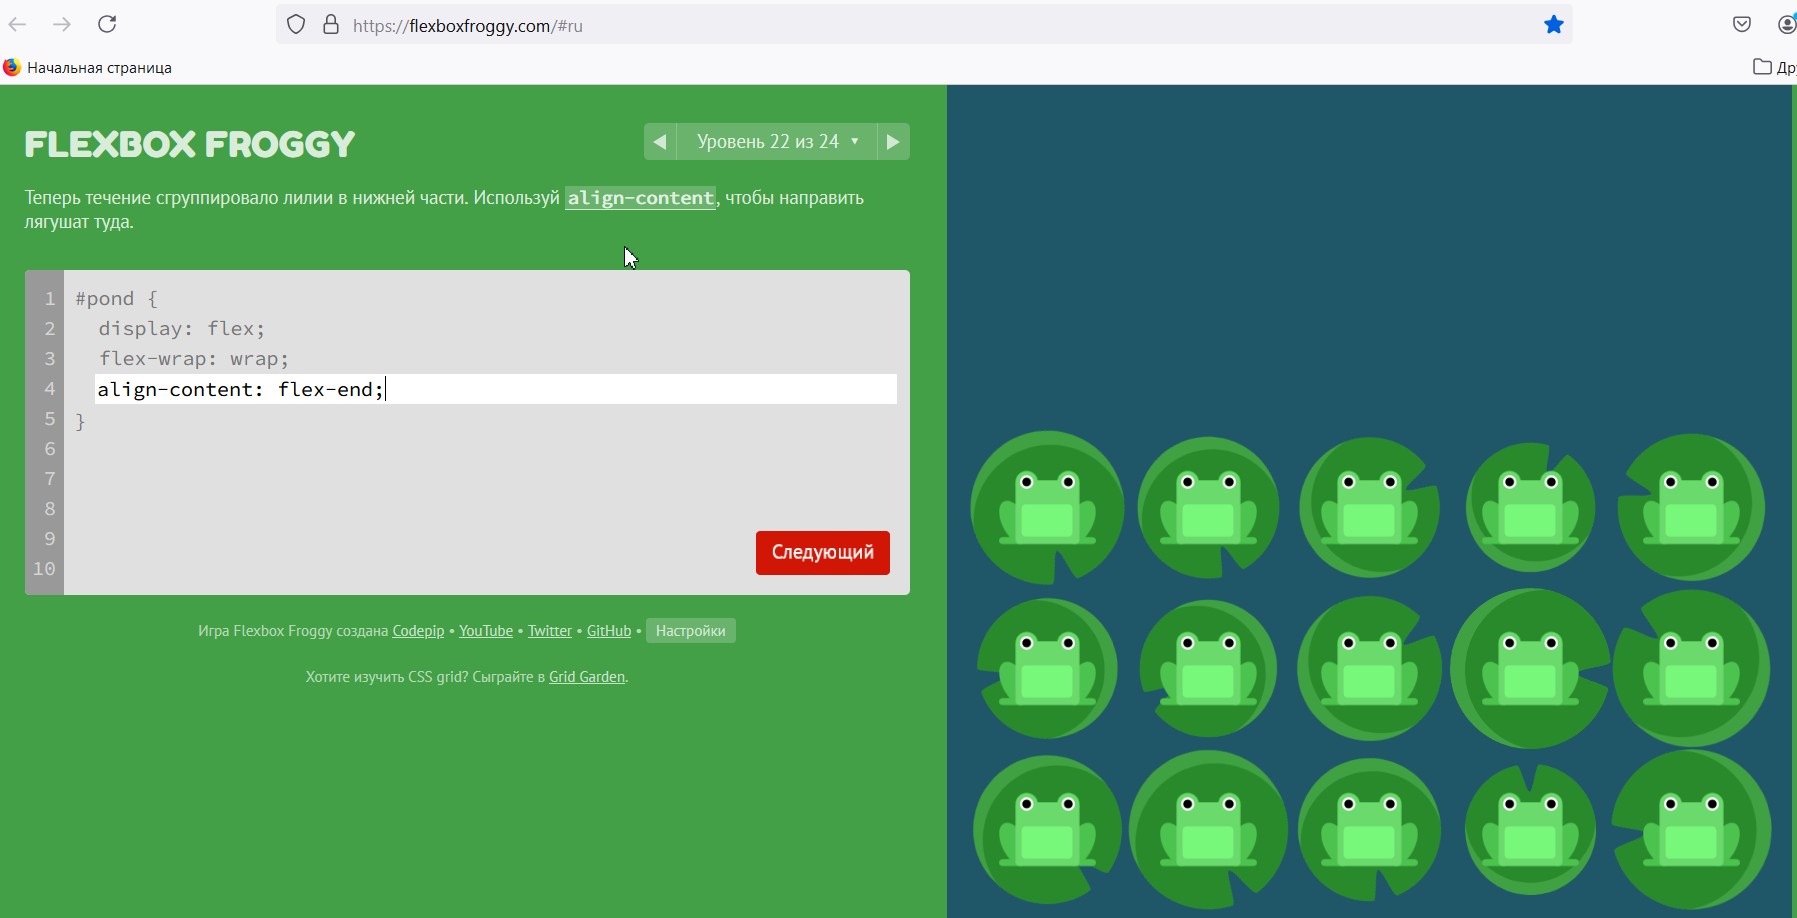 https://flexboxfroggy.com/#ru
Начальная страница
Др
FLEXBOX FROGGY
Уровень 22 из 24
Теперь течение сгруппировало лилии в нижней части. Используй align-content, чтобы направить
лягушат туда.
1 #pond {
2 display: flex;
3 flex-wrap: wrap;
4 align-content: flex-end;
5 }
6
7
8
9
10
Следующий
Игра Flexbox Froggy создана Codepip • YouTube • Twitter • GitHub • Настройки
Хотите изучить CSS grid? Сыграйте в Grid Garden.